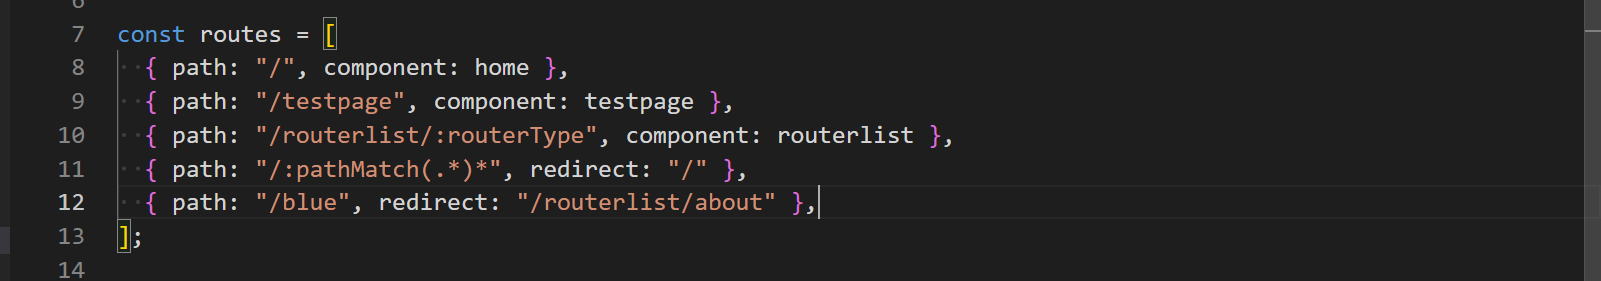 6
7 const routes = [
8 { path: "/", component: home },
9 { path: "/testpage", component: testpage },
10 { path: "/routerlist/:routerType", component: routerlist },
11 { path: "/:pathMatch(.*)*", redirect: "/" },
12 { path: "/blue", redirect: "/routerlist/about" },
13 ];
14